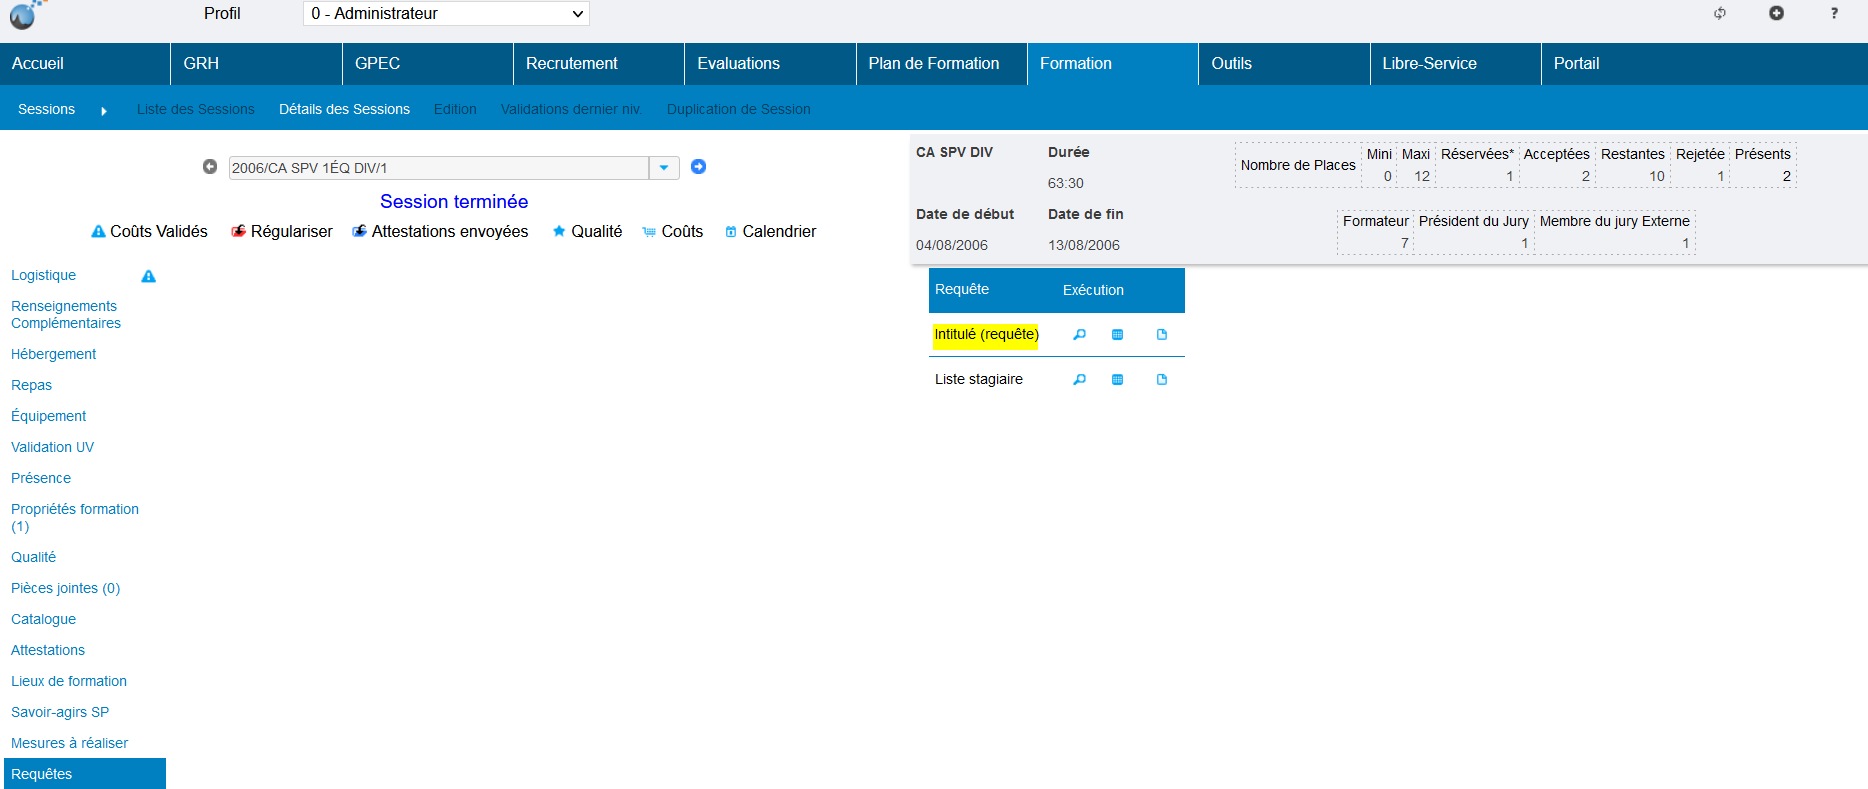 Profil
0 - Administrateur
?
Accueil GRH GPEC Recrutement Evaluations Plan de Formation Formation Outils Libre-Service Portail
Sessions Liste des Sessions Détails des Sessions Edition Validations dernier niv. Duplication de Session
2006/CA SPV 1ÉQ DIV/1
Session terminée
Coûts Validés Régulariser Attestations envoyées Qualité Coûts Calendrier
CA SPV DIV Durée
63:30
Date de début Date de fin
04/08/2006 13/08/2006
Nombre de Places Mini Maxi Réservées* Acceptées Restantes Rejetée Présents
0 12 1 2 10 1 2
Formateur Président du Jury Membre du jury Externe
7 1 1
Logistique
Renseignements
Complémentaires
Hébergement
Repas
Équipement
Validation UV
Présence
Propriétés formation
(1)
Qualité
Pièces jointes (0)
Catalogue
Attestations
Lieux de formation
Savoir-agirs SP
Mesures à réaliser
Requêtes
Requête Exécution
Intitulé (requête)
Liste stagiaire